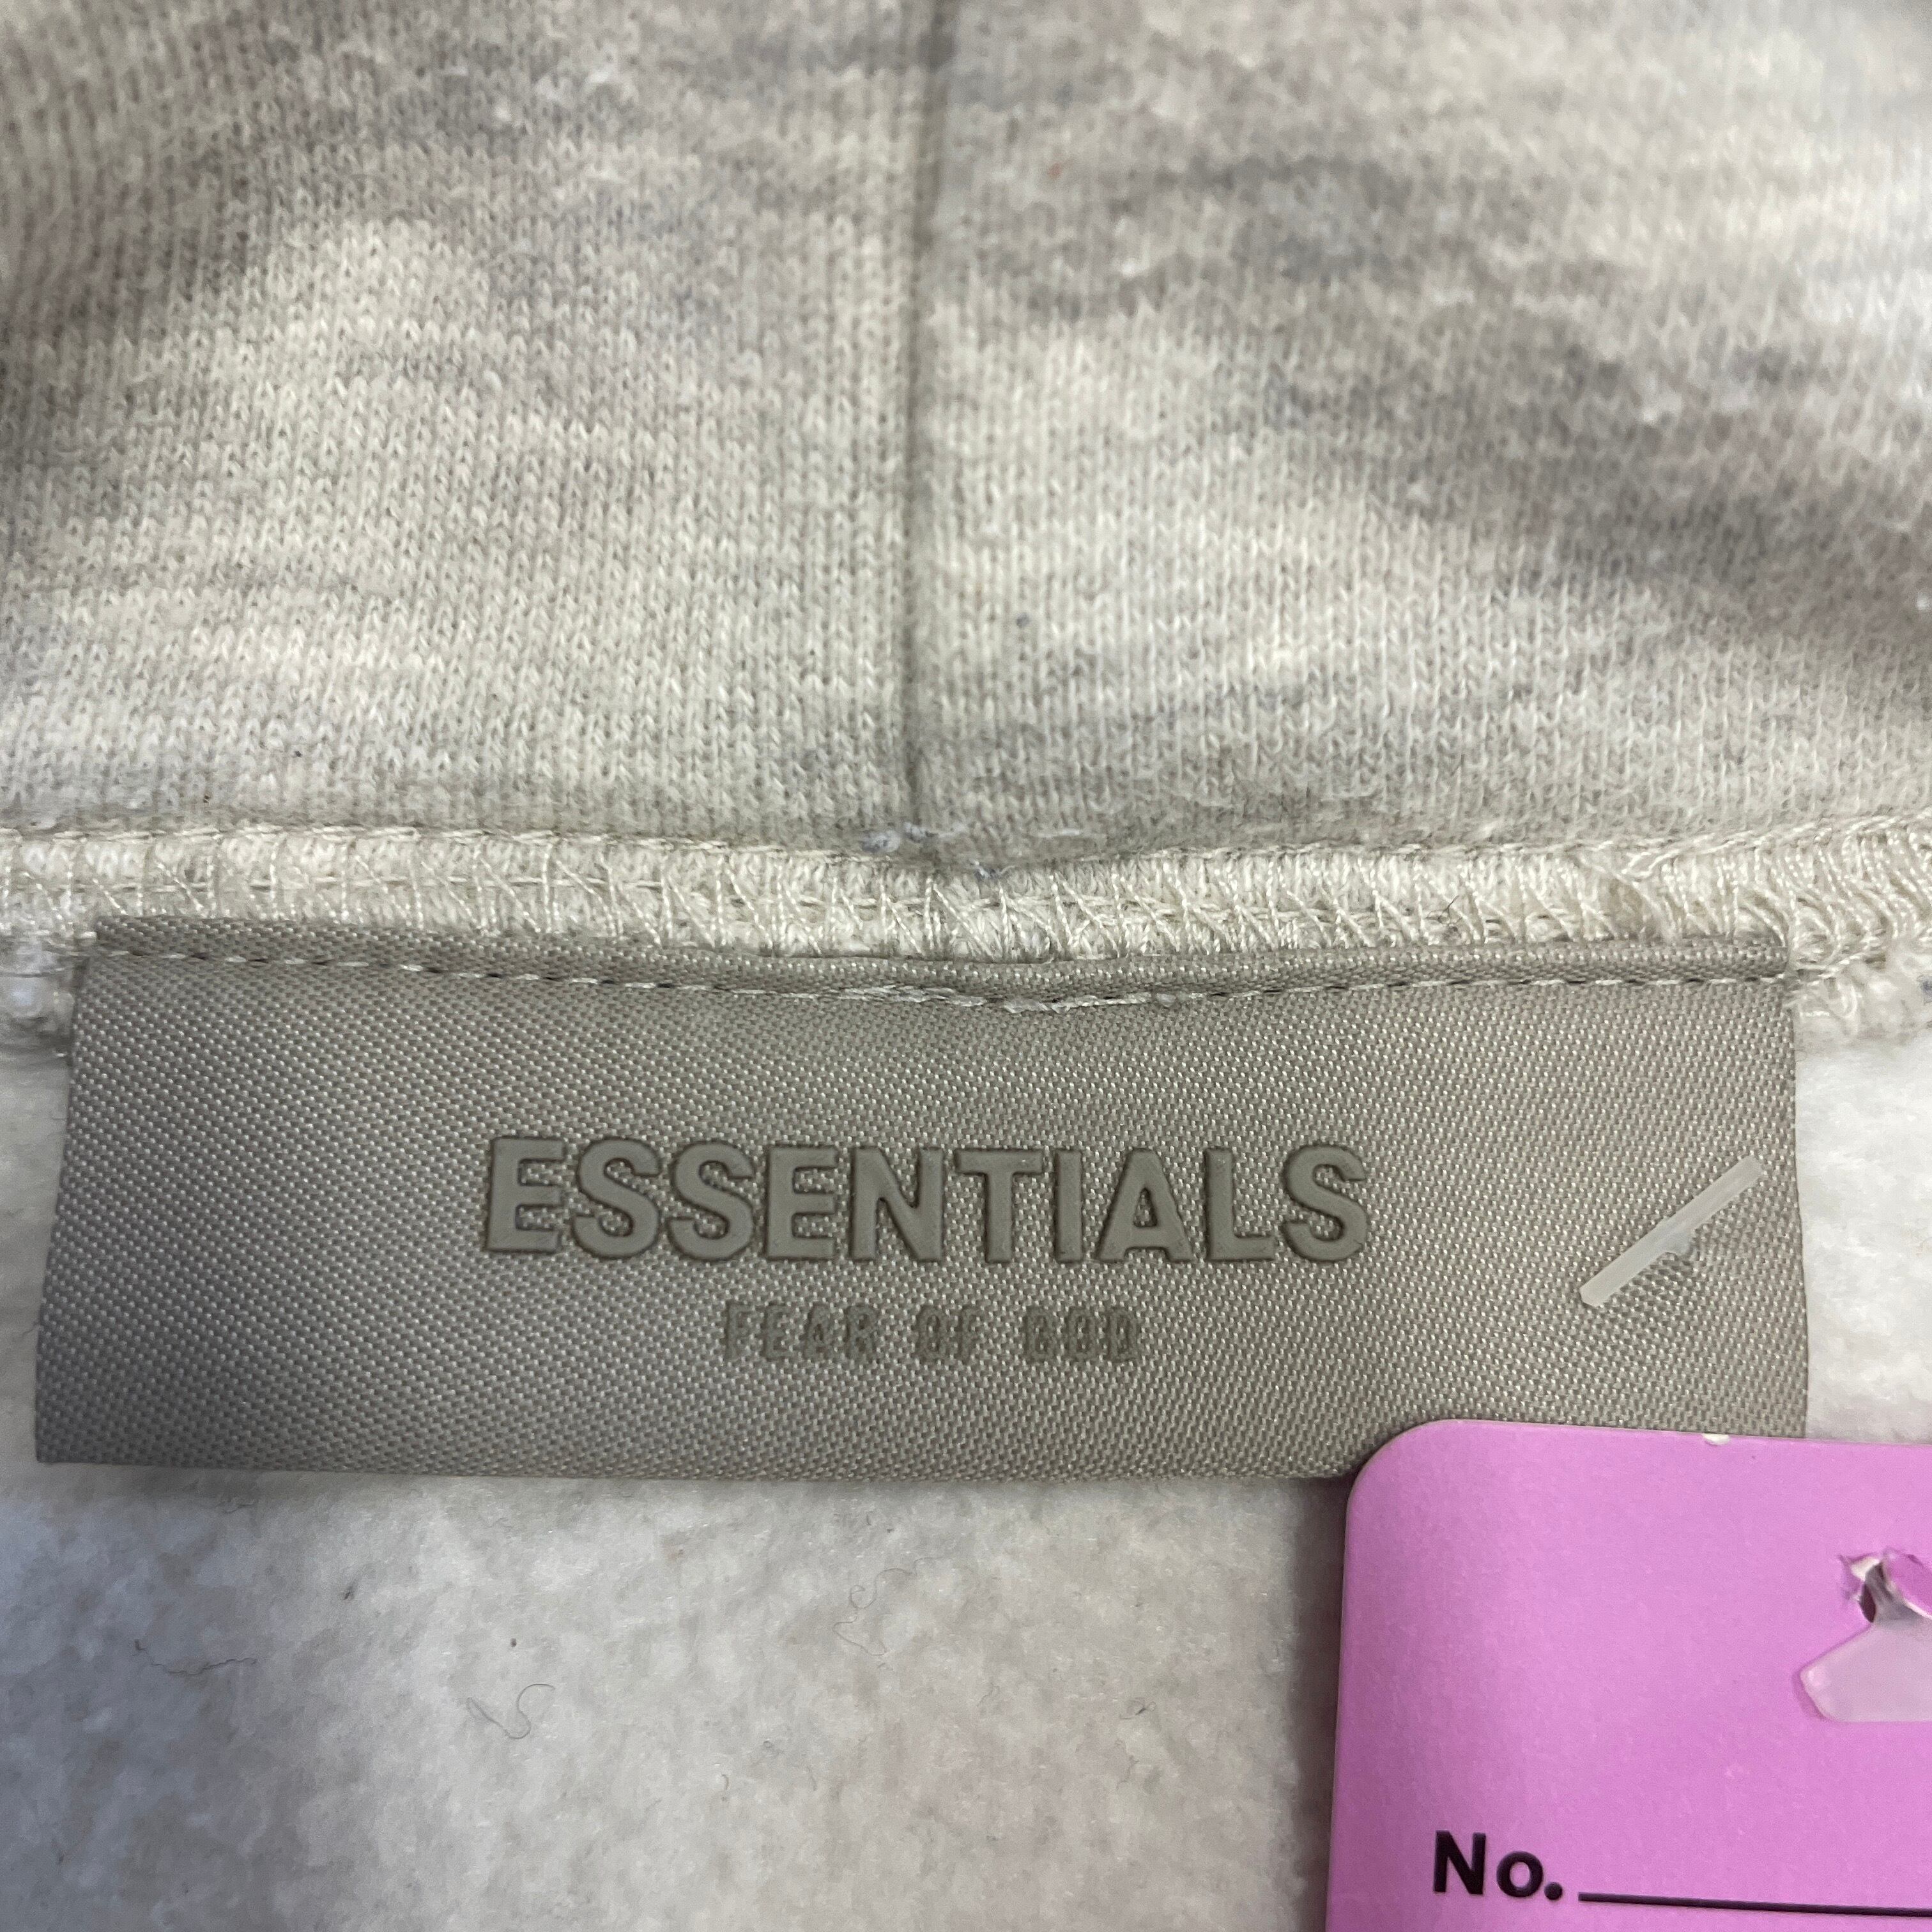 ESSENTIALS
FEAR OF GOD
No.